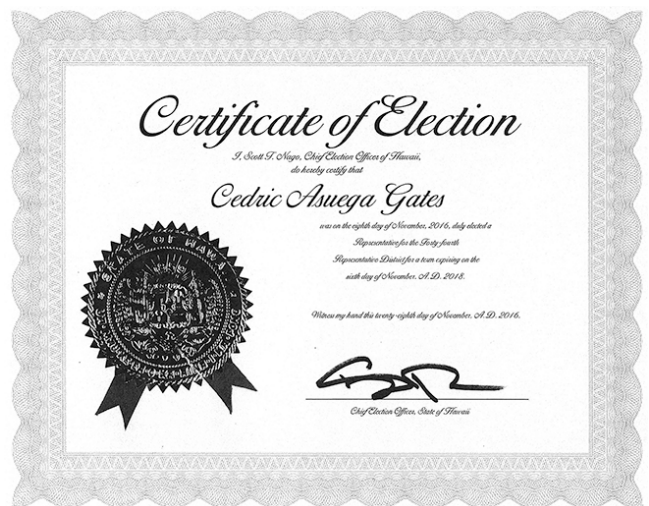 Certificate of Election
I, Scott T. Nago, Chief Election Officer of Hawaii,
do hereby certify that
Cedric Asuega Gates
was on the eighth day of November, 2016, duly elected a
Representative for the Forty-fourth
Representative District for a term expiring on the
sixth day of November, A.D. 2018.
Witness my hand this twenty-eighth day of November, A.D. 2016.
Chief Election Officer, State of Hawaii
STATE OF HAWAII